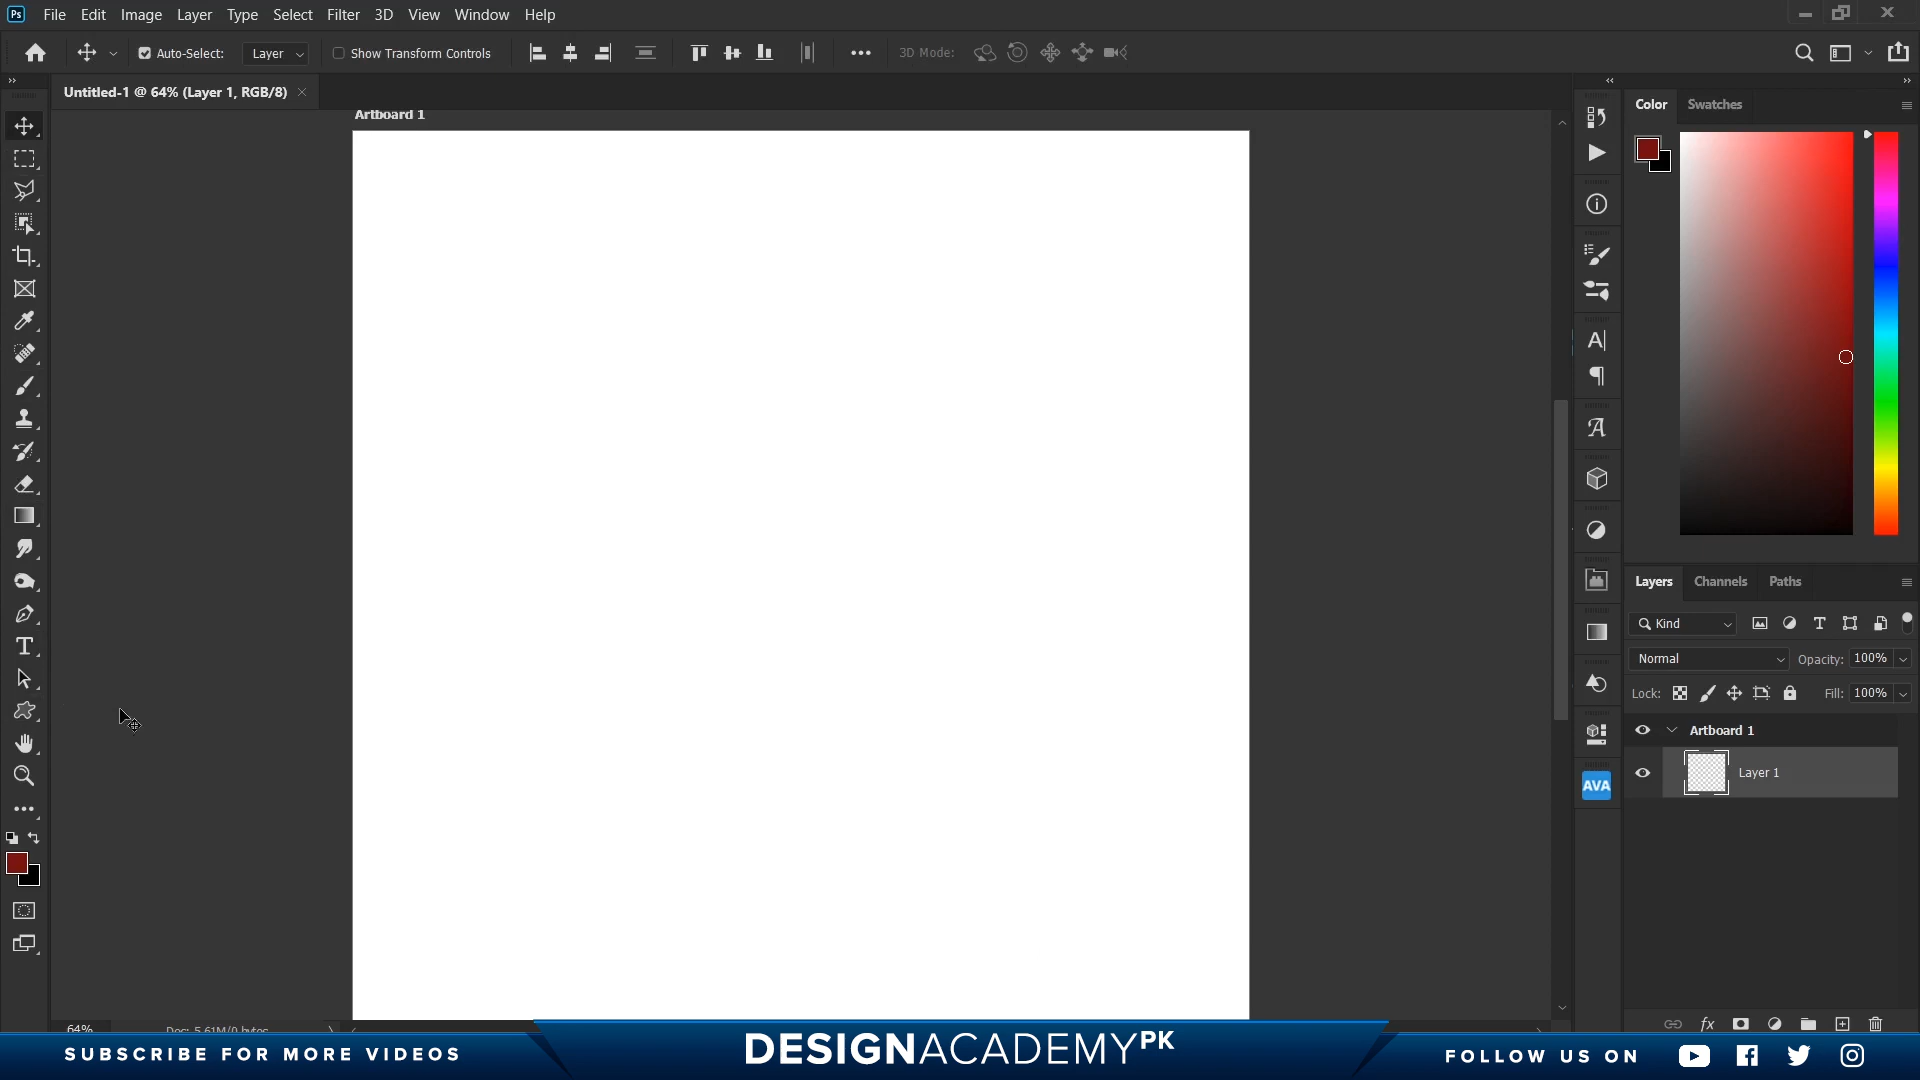 Ps File Edit Image Layer Type Select Filter 3D View Window Help
Auto-Select: Layer Show Transform Controls 3D Mode:
Untitled-1 @ 64% (Layer 1, RGB/8)
Artboard 1
Color Swatches
Layers Channels Paths
Kind
Normal Opacity: 100%
Lock: Fill: 100%
Artboard 1
Layer 1
AVA
fx
64% Doc: 5.61M/0 bytes
SUBSCRIBE FOR MORE VIDEOS
DESIGNACADEMYPK
FOLLOW US ON